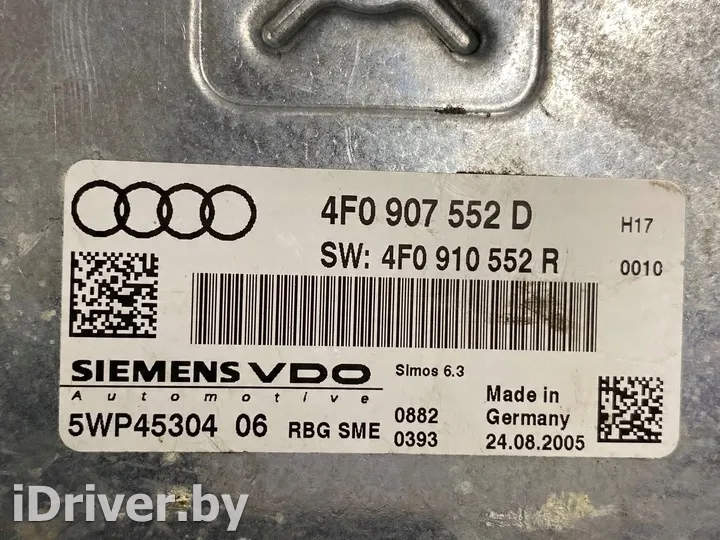 4F0 907 552 D
H17
SW: 4F0 910 552 R
0010
SIEMENS VDO
Automotive
Simos 6.3
5WP45304 06 RBG SME
0882
0393
Made in
Germany
24.08.2005
iDriver.by